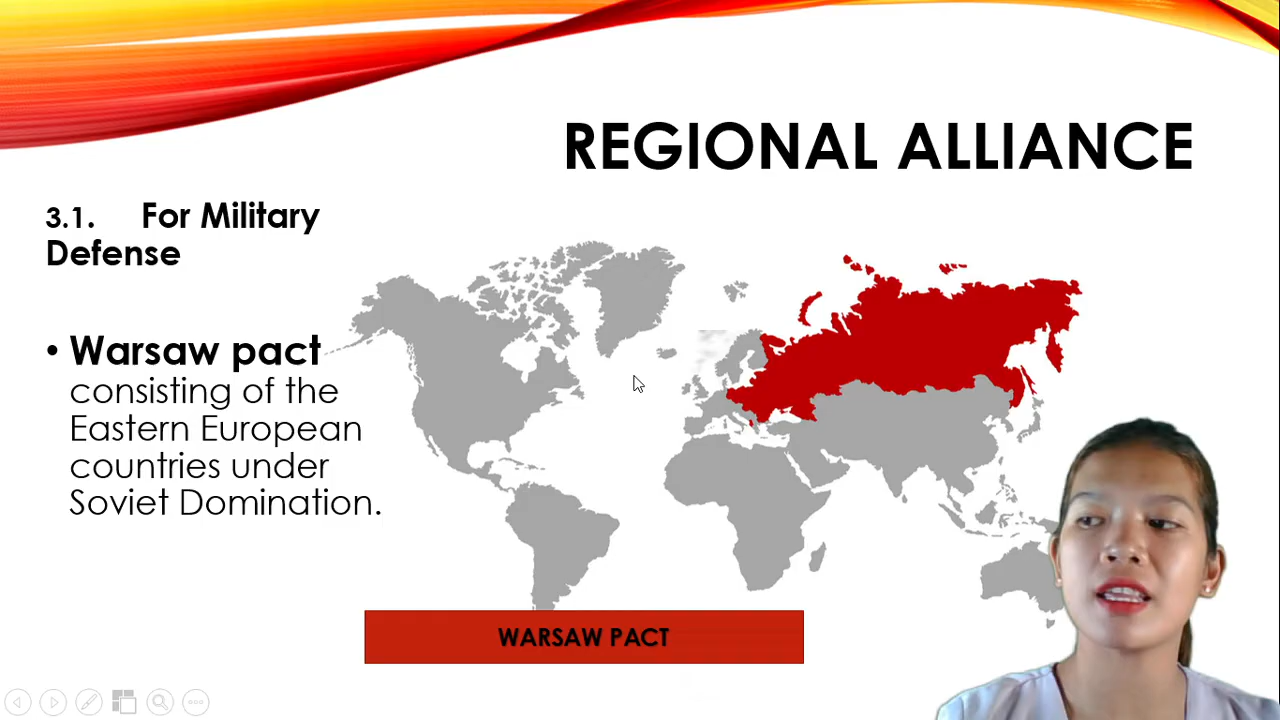 REGIONAL ALLIANCE
3.1. For Military
Defense
• Warsaw pact
consisting of the
Eastern European
countries under
Soviet Domination.
WARSAW PACT